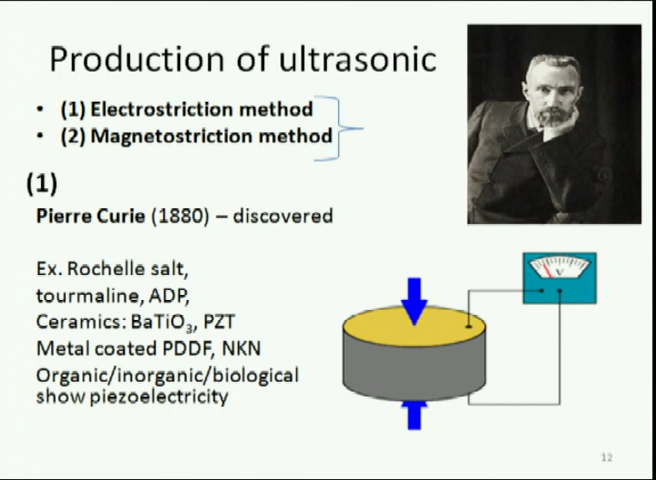 Production of ultrasonic
• (1) Electrostriction method
• (2) Magnetostriction method
(1)
Pierre Curie (1880) – discovered
Ex. Rochelle salt,
tourmaline, ADP,
Ceramics: BaTiO₃, PZT
Metal coated PDDF, NKN
Organic/inorganic/biological
show piezoelectricity
V
12